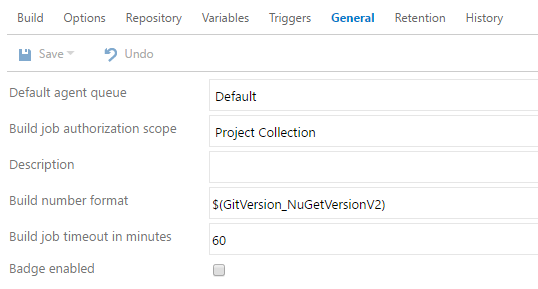 Build Options Repository Variables Triggers General Retention History
Save Undo
Default agent queue Default
Build job authorization scope Project Collection
Description
Build number format $(GitVersion_NuGetVersionV2)
Build job timeout in minutes 60
Badge enabled